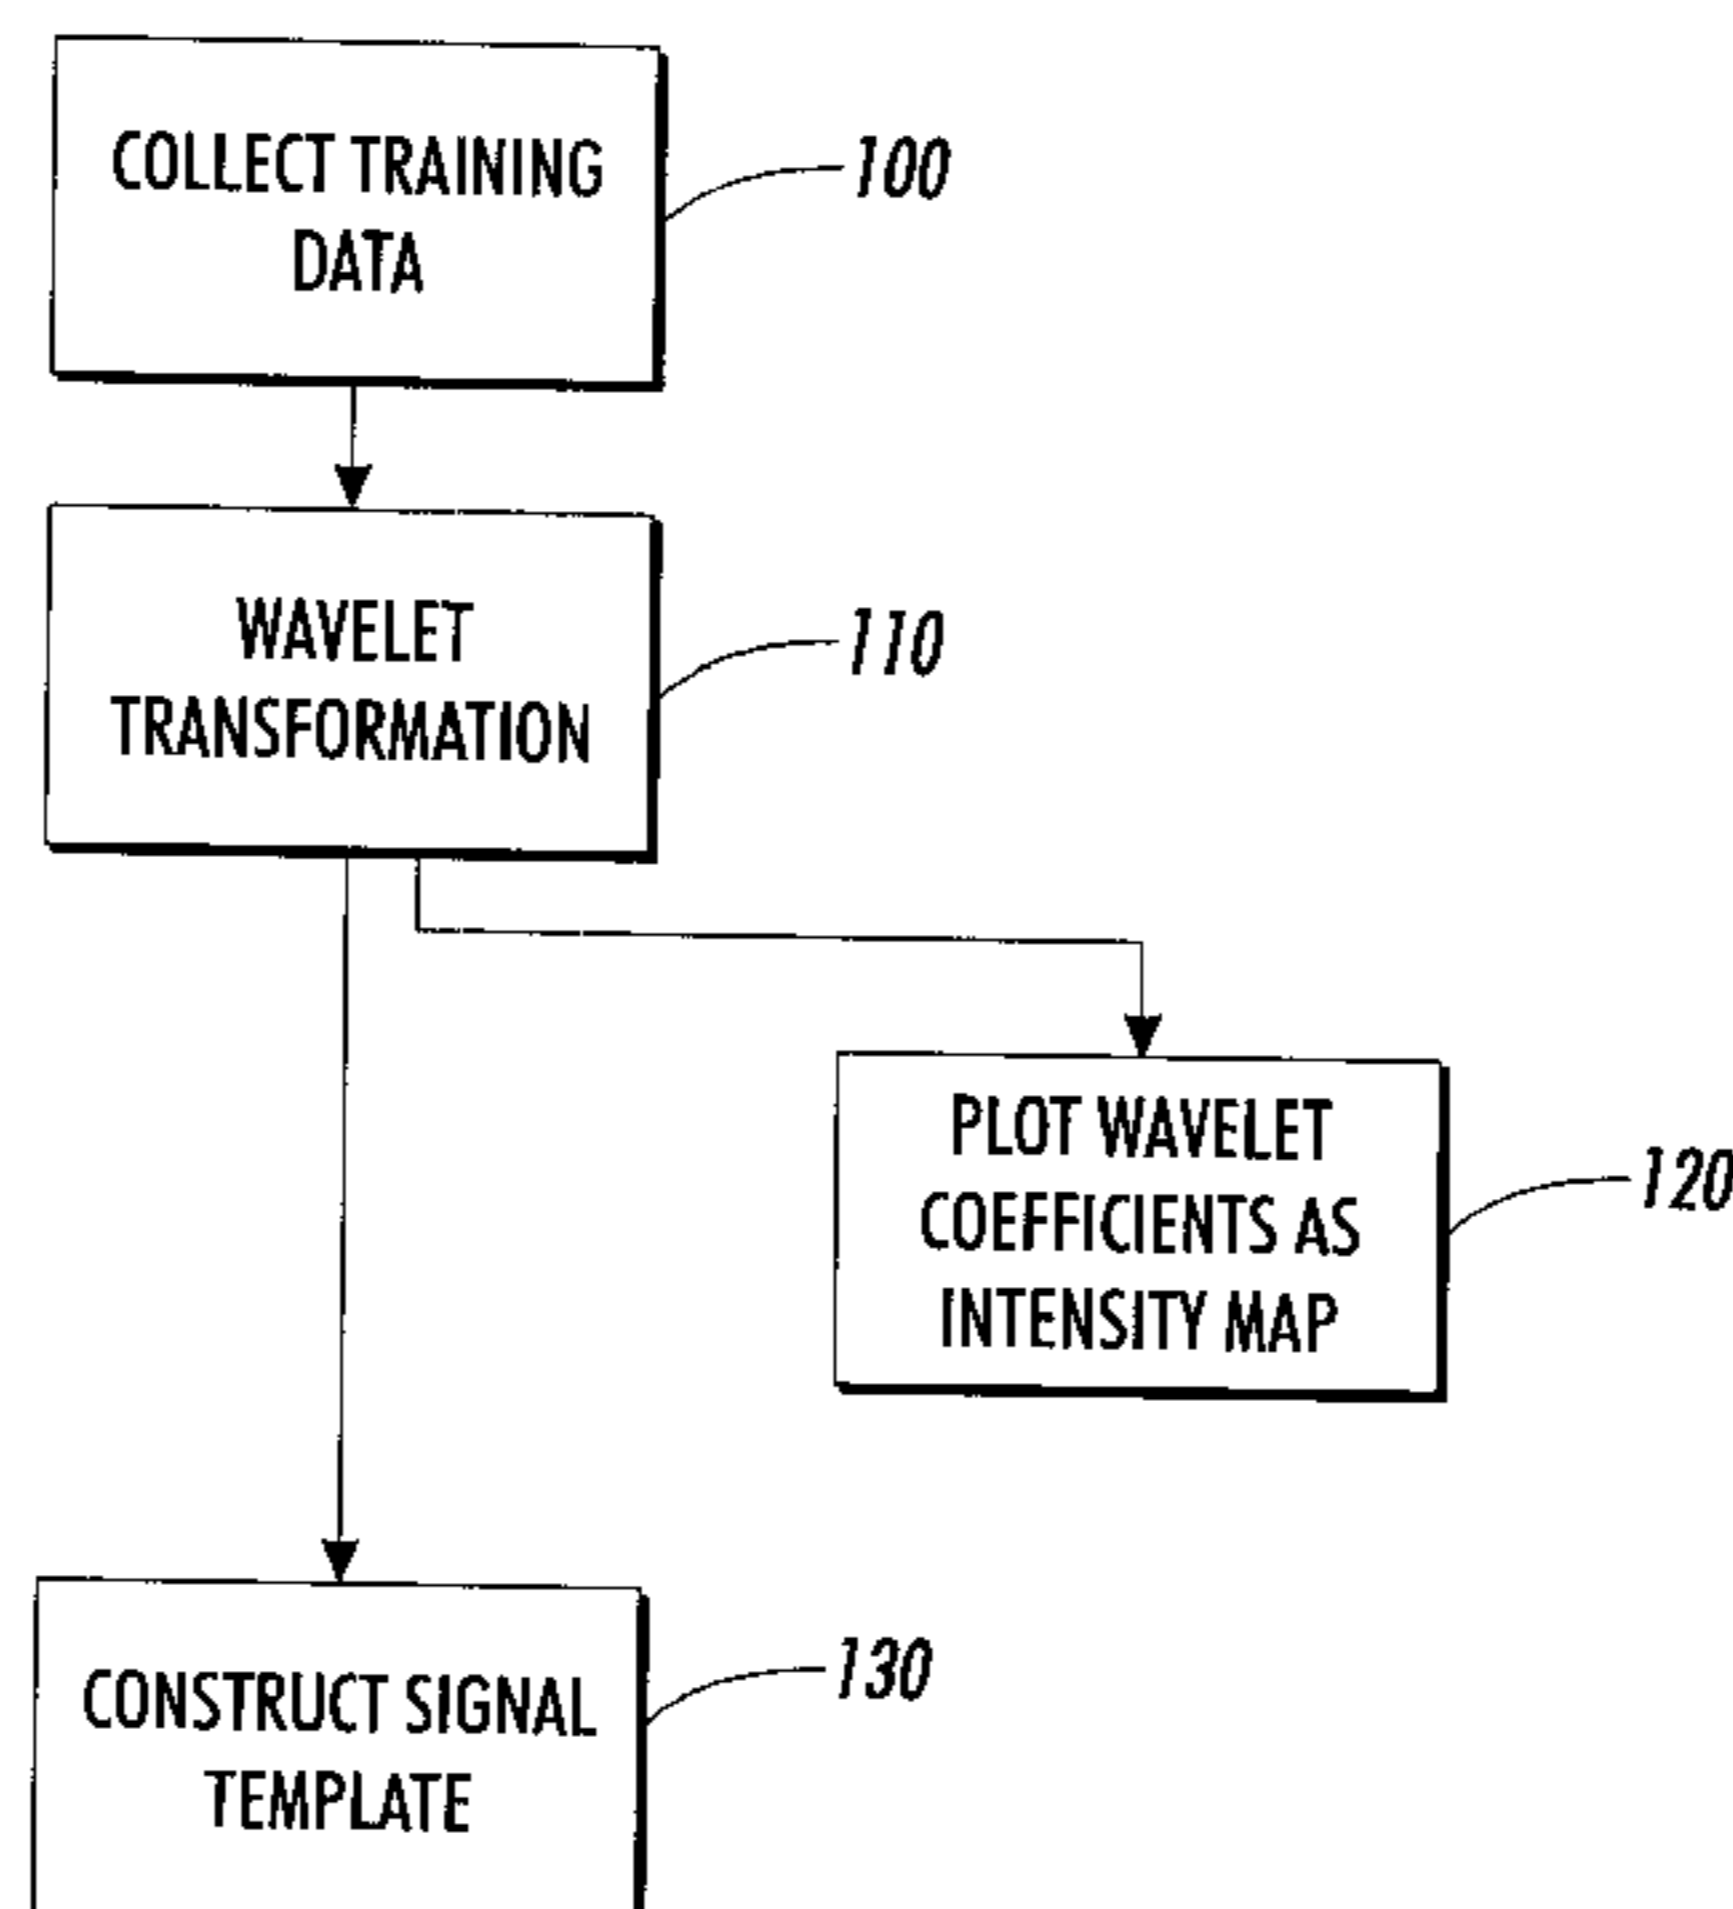 COLLECT TRAINING
DATA
100
WAVELET
TRANSFORMATION
110
PLOT WAVELET
COEFFICIENTS AS
INTENSITY MAP
120
CONSTRUCT SIGNAL
TEMPLATE
130